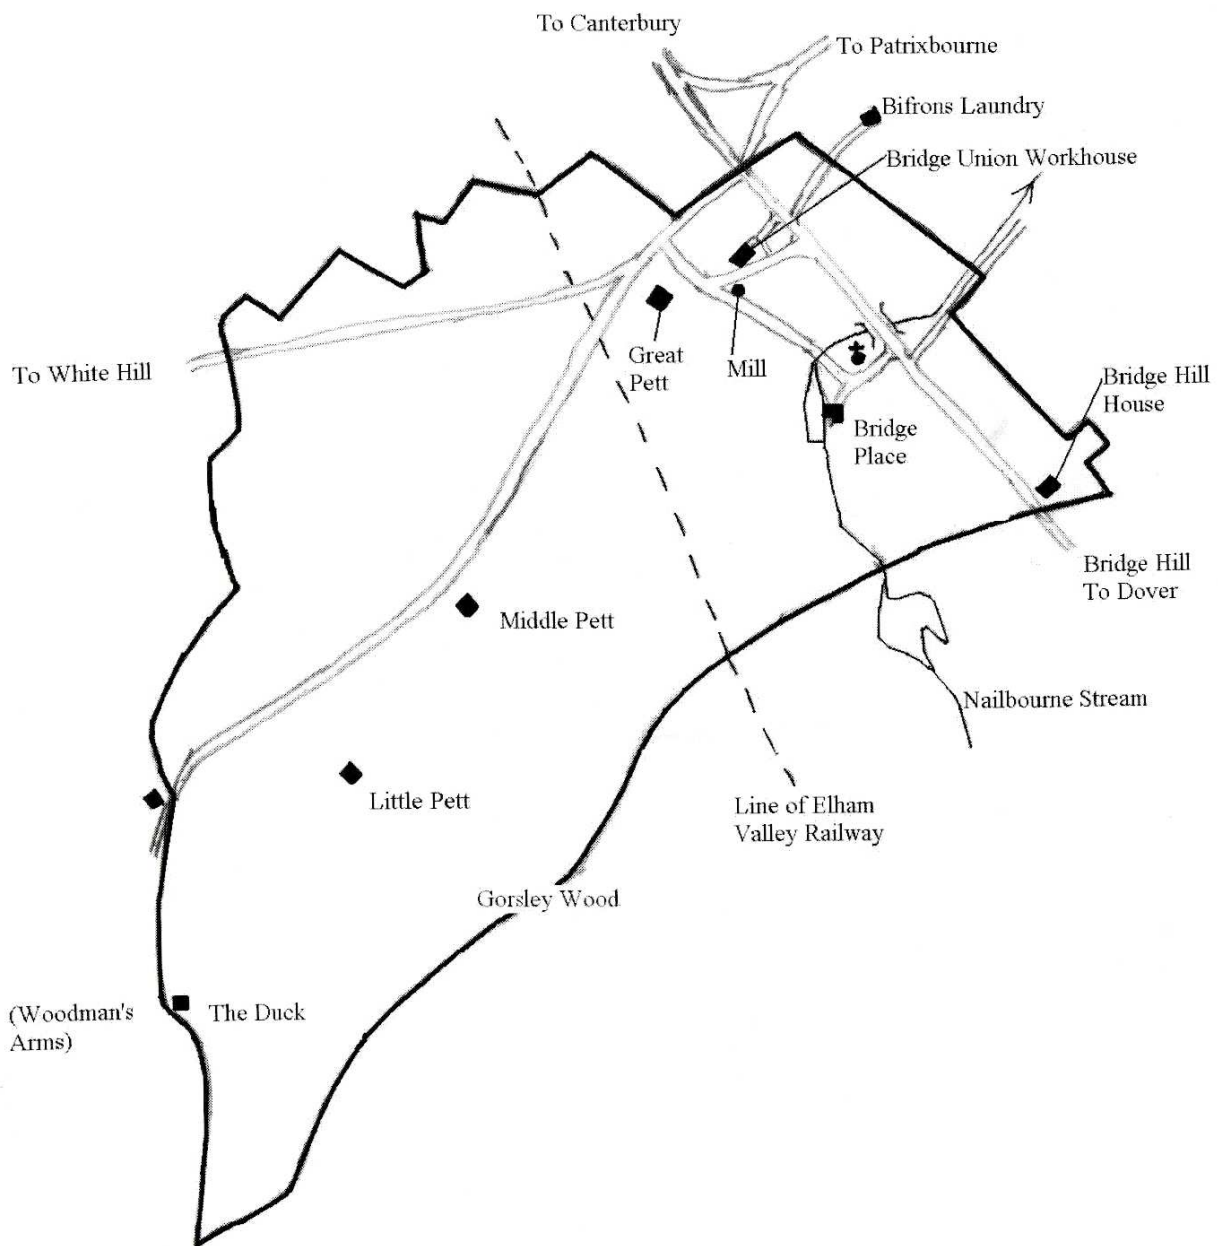 To Canterbury
To Patrixbourne
Bifrons Laundry
Bridge Union Workhouse
To White Hill
Great
Pett
Mill
Bridge Hill
House
Bridge
Place
Bridge Hill
To Dover
Middle Pett
Nailbourne Stream
Little Pett
Line of Elham
Valley Railway
Gorsley Wood
(Woodman's
Arms)
The Duck